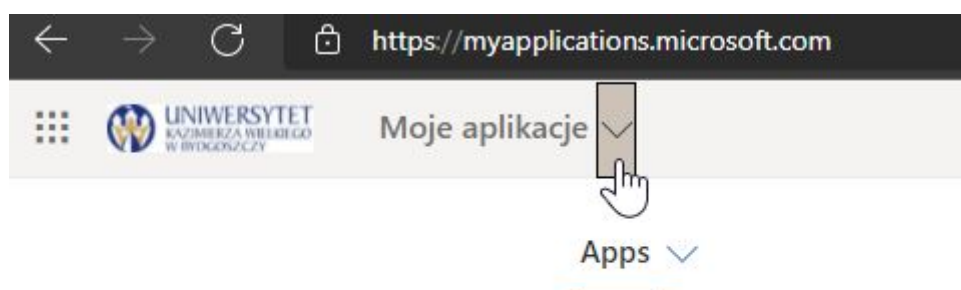 https://myapplications.microsoft.com
UNIWERSYTET
KAZIMIERZA WIELKIEGO
W BYDGOSZCZY
Moje aplikacje
Apps